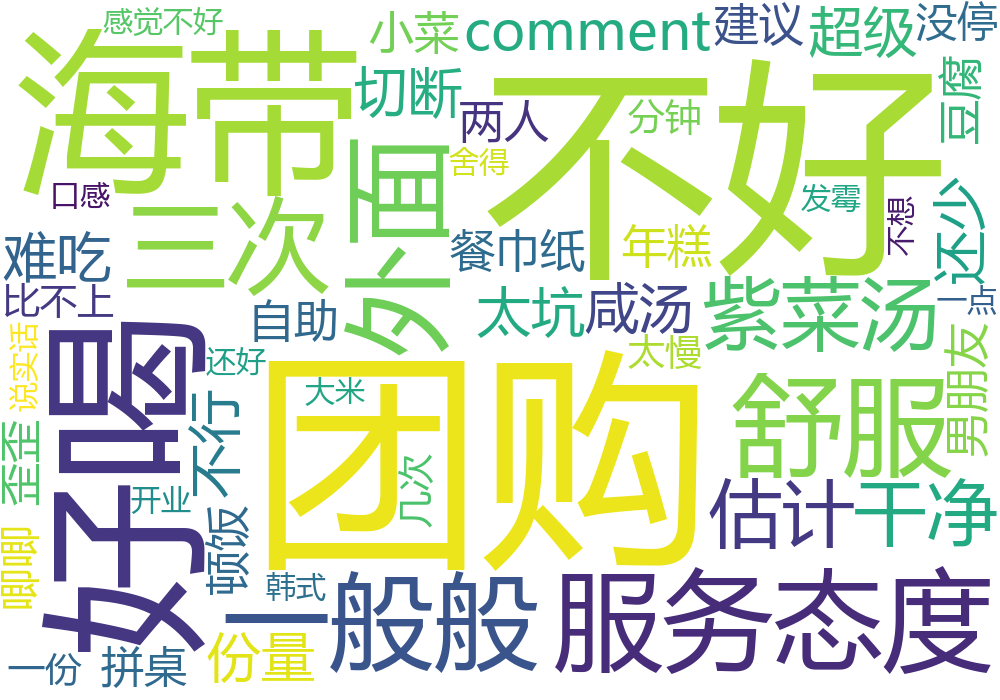 感觉不好
小菜
comment
建议
超级
没停
海带
不好
切断
两人
分钟
豆腐
舍得
口感
外面
发霉
不想
还少
三次
难吃
餐巾纸
年糕
比不上
自助
太坑
咸汤
紫菜汤
一点
说实话
好喝
还好
太慢
男朋友
团购
大米
舒服
不行
歪歪
几次
估计
干净
开业
唧唧
顿饭
韩式
一般般
服务态度
份量
一份
拼桌